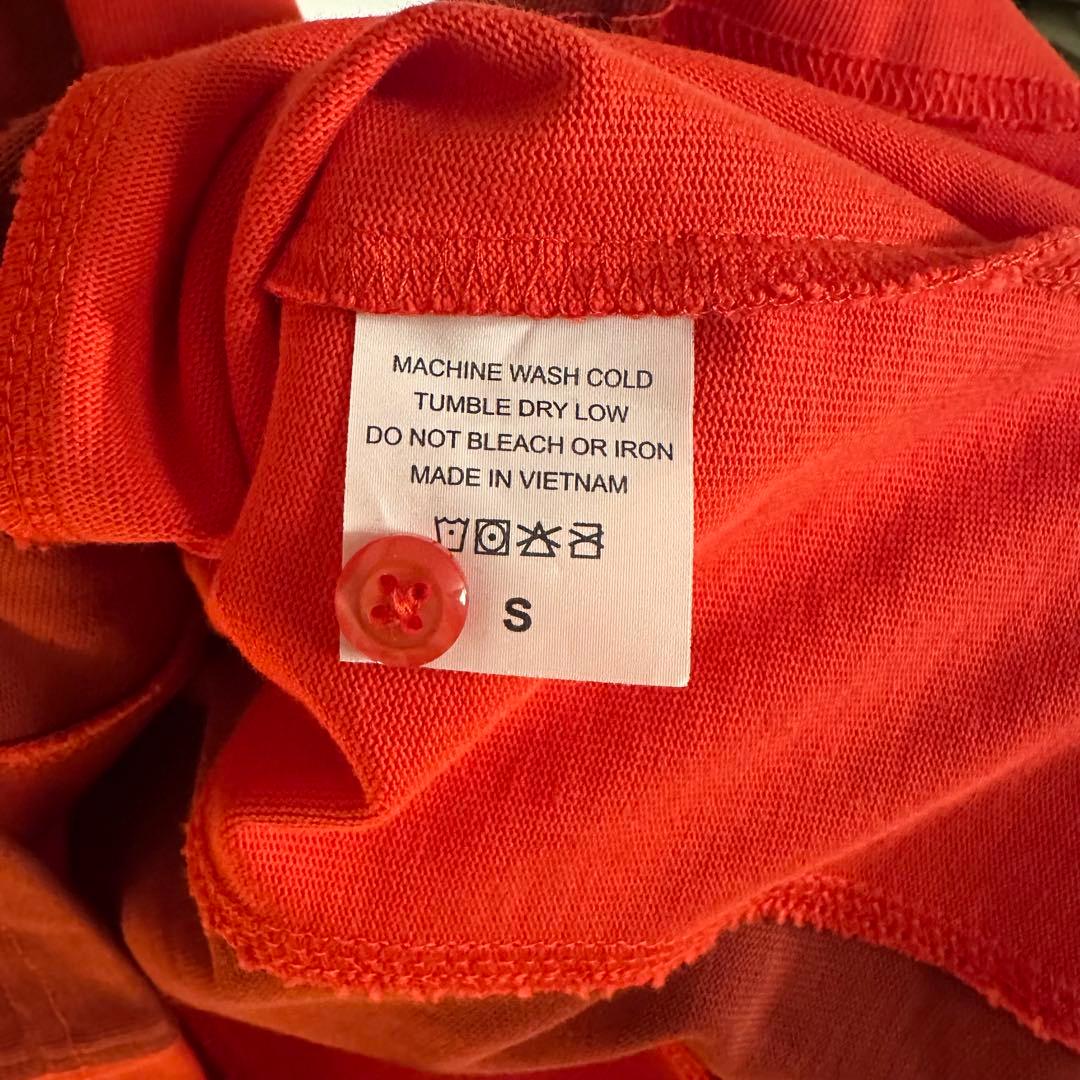 MACHINE WASH COLD
TUMBLE DRY LOW
DO NOT BLEACH OR IRON
MADE IN VIETNAM
S